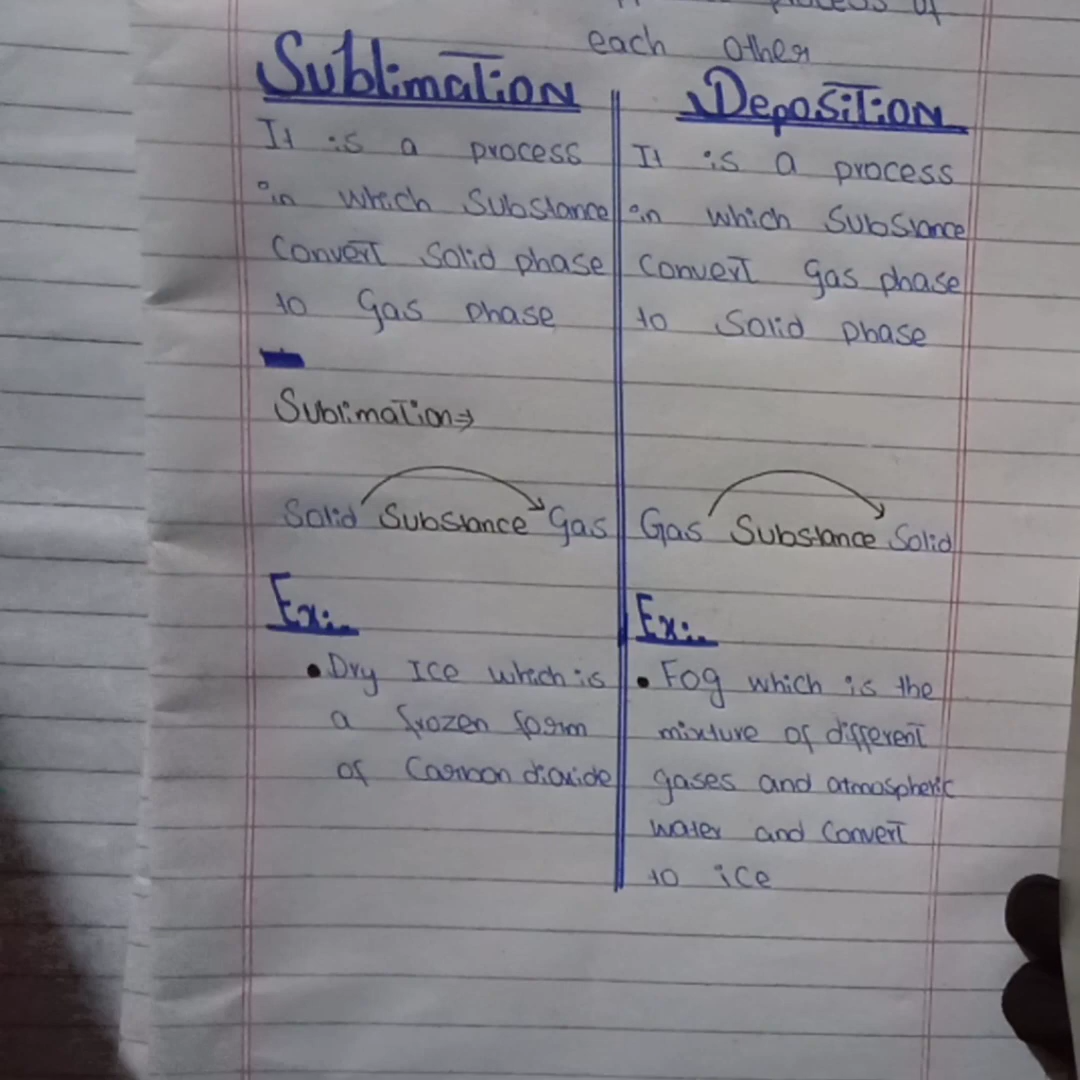 process of
each other
Sublimation
It is a process
in which Substance
Convert Solid phase
to Gas phase
Sublimation⇒
Solid Substance Gas
Ex:
• Dry Ice which is
a frozen form
of Carbon dioxide
Deposition
It is a process
in which Substance
Convert gas phase
to Solid phase
Gas Substance Solid
Ex:
• Fog which is the
mixture of different
gases and atmospheric
water and Convert
to ice